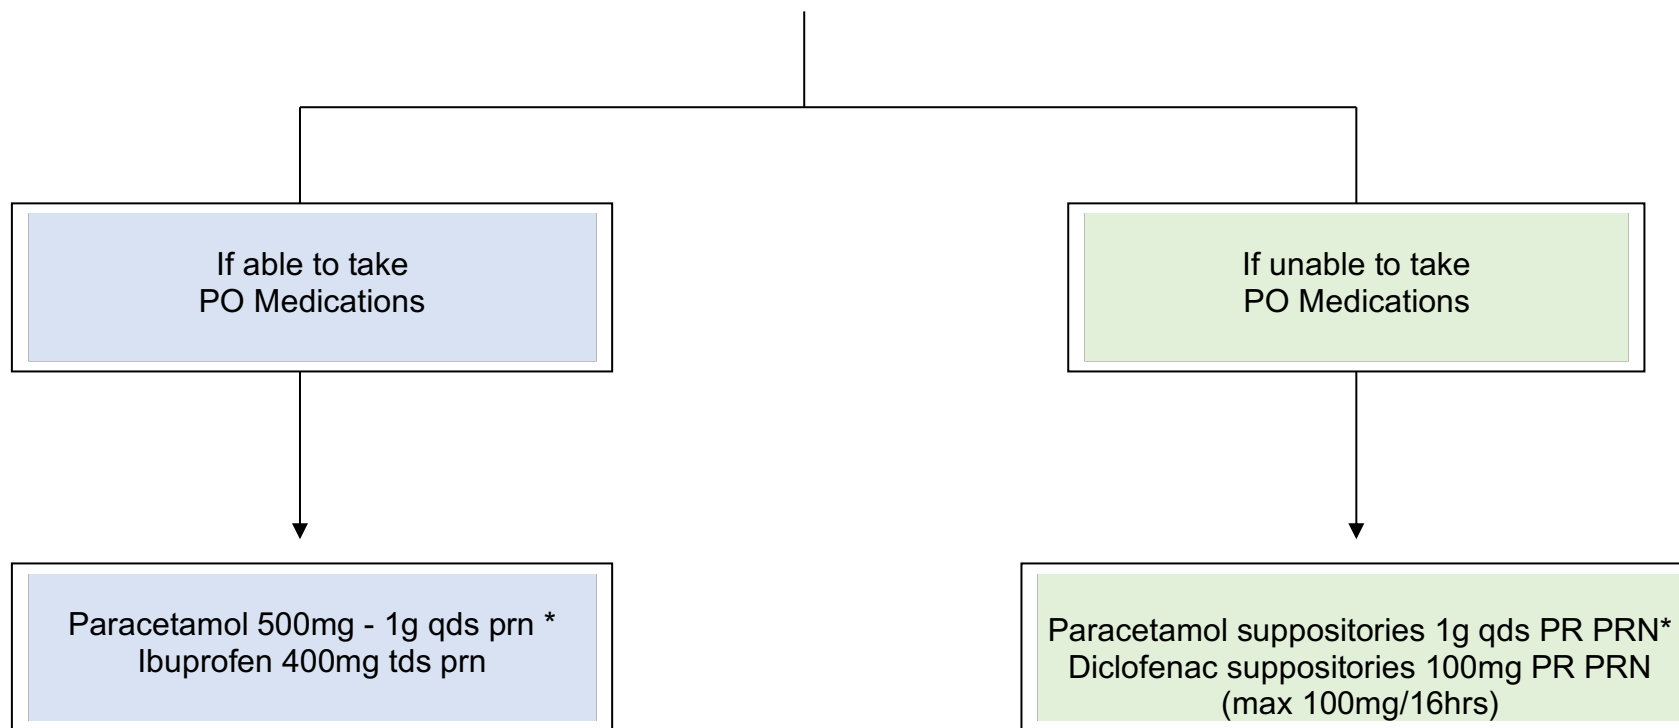 If able to take
PO Medications
If unable to take
PO Medications
Paracetamol 500mg - 1g qds prn *
Ibuprofen 400mg tds prn
Paracetamol suppositories 1g qds PR PRN*
Diclofenac suppositories 100mg PR PRN
(max 100mg/16hrs)